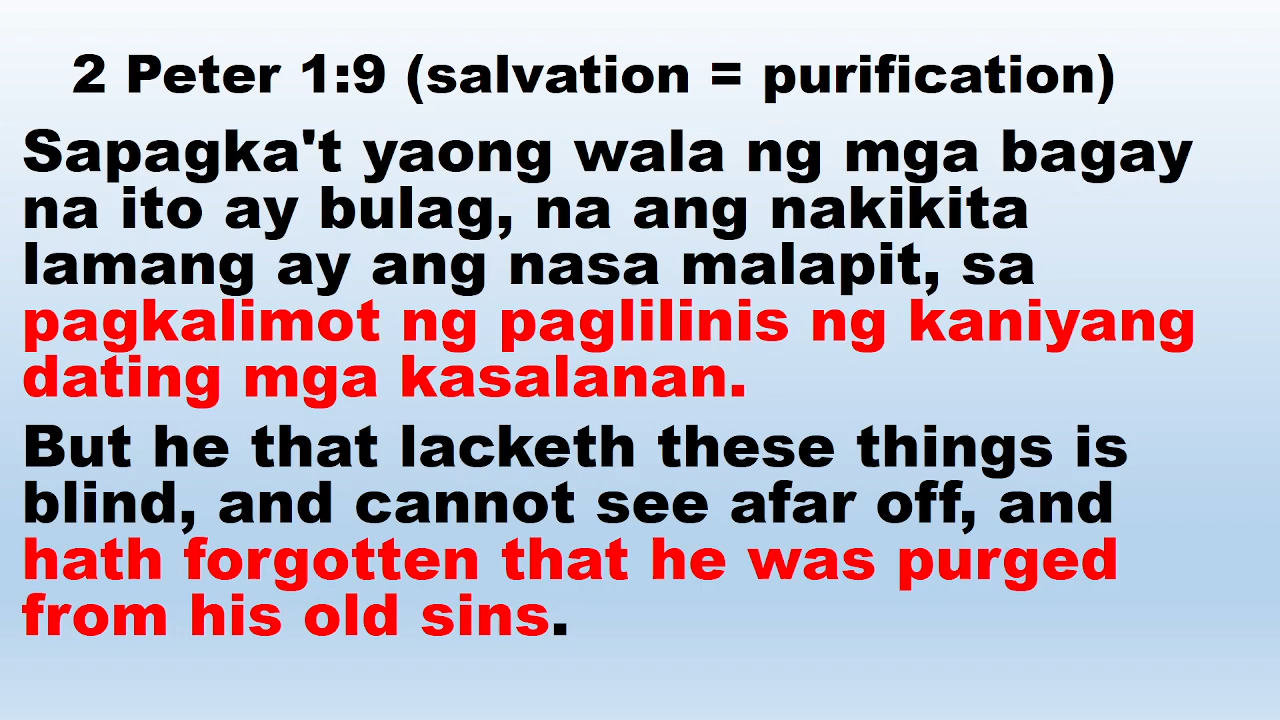 2 Peter 1:9 (salvation = purification)
Sapagka't yaong wala ng mga bagay
na ito ay bulag, na ang nakikita
lamang ay ang nasa malapit, sa
pagkalimot ng paglilinis ng kaniyang
dating mga kasalanan.
But he that lacketh these things is
blind, and cannot see afar off, and
hath forgotten that he was purged
from his old sins.